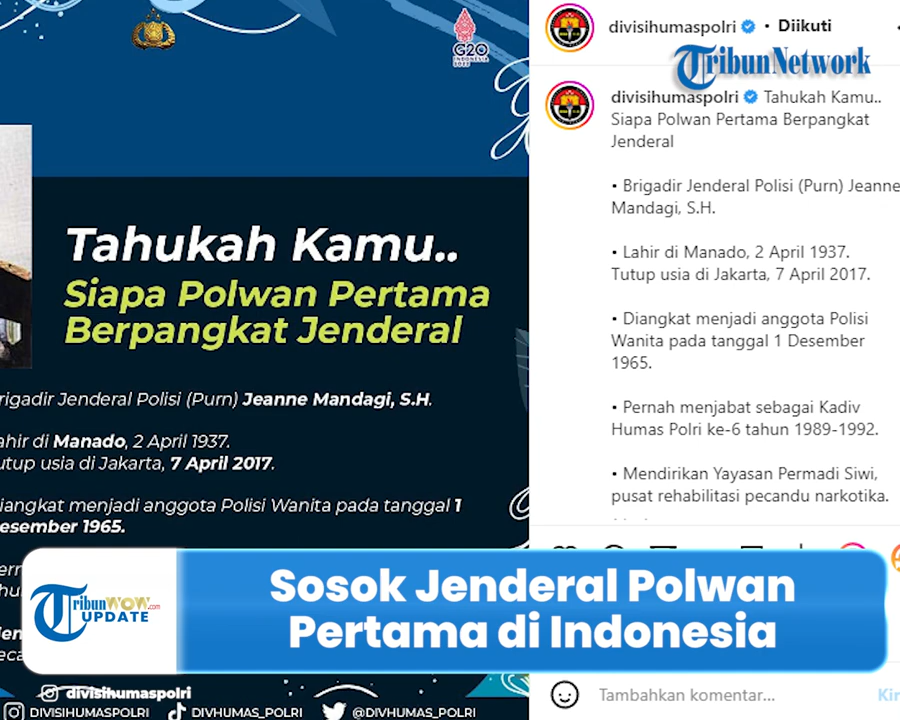 G20
INDONESIA
2022
Tahukah Kamu..
Siapa Polwan Pertama
Berpangkat Jenderal
rigadir Jenderal Polisi (Purn) Jeanne Mandagi, S.H.
ahir di Manado, 2 April 1937.
utup usia di Jakarta, 7 April 2017.
iangkat menjadi anggota Polisi Wanita pada tanggal 1
esember 1965.
divisihumaspolri
DIVISIHUMASPOLRI
DIVHUMAS_POLRI
@DIVHUMAS_POLRI
divisihumaspolri • Diikuti
TribunNetwork
divisihumaspolri Tahukah Kamu..
Siapa Polwan Pertama Berpangkat
Jenderal
• Brigadir Jenderal Polisi (Purn) Jeanne
Mandagi, S.H.
• Lahir di Manado, 2 April 1937.
Tutup usia di Jakarta, 7 April 2017.
• Diangkat menjadi anggota Polisi
Wanita pada tanggal 1 Desember
1965.
• Pernah menjabat sebagai Kadiv
Humas Polri ke-6 tahun 1989-1992.
• Mendirikan Yayasan Permadi Siwi,
pusat rehabilitasi pecandu narkotika.
Tambahkan komentar...
Kir
TribunWOW.com
UPDATE
Sosok Jenderal Polwan
Pertama di Indonesia